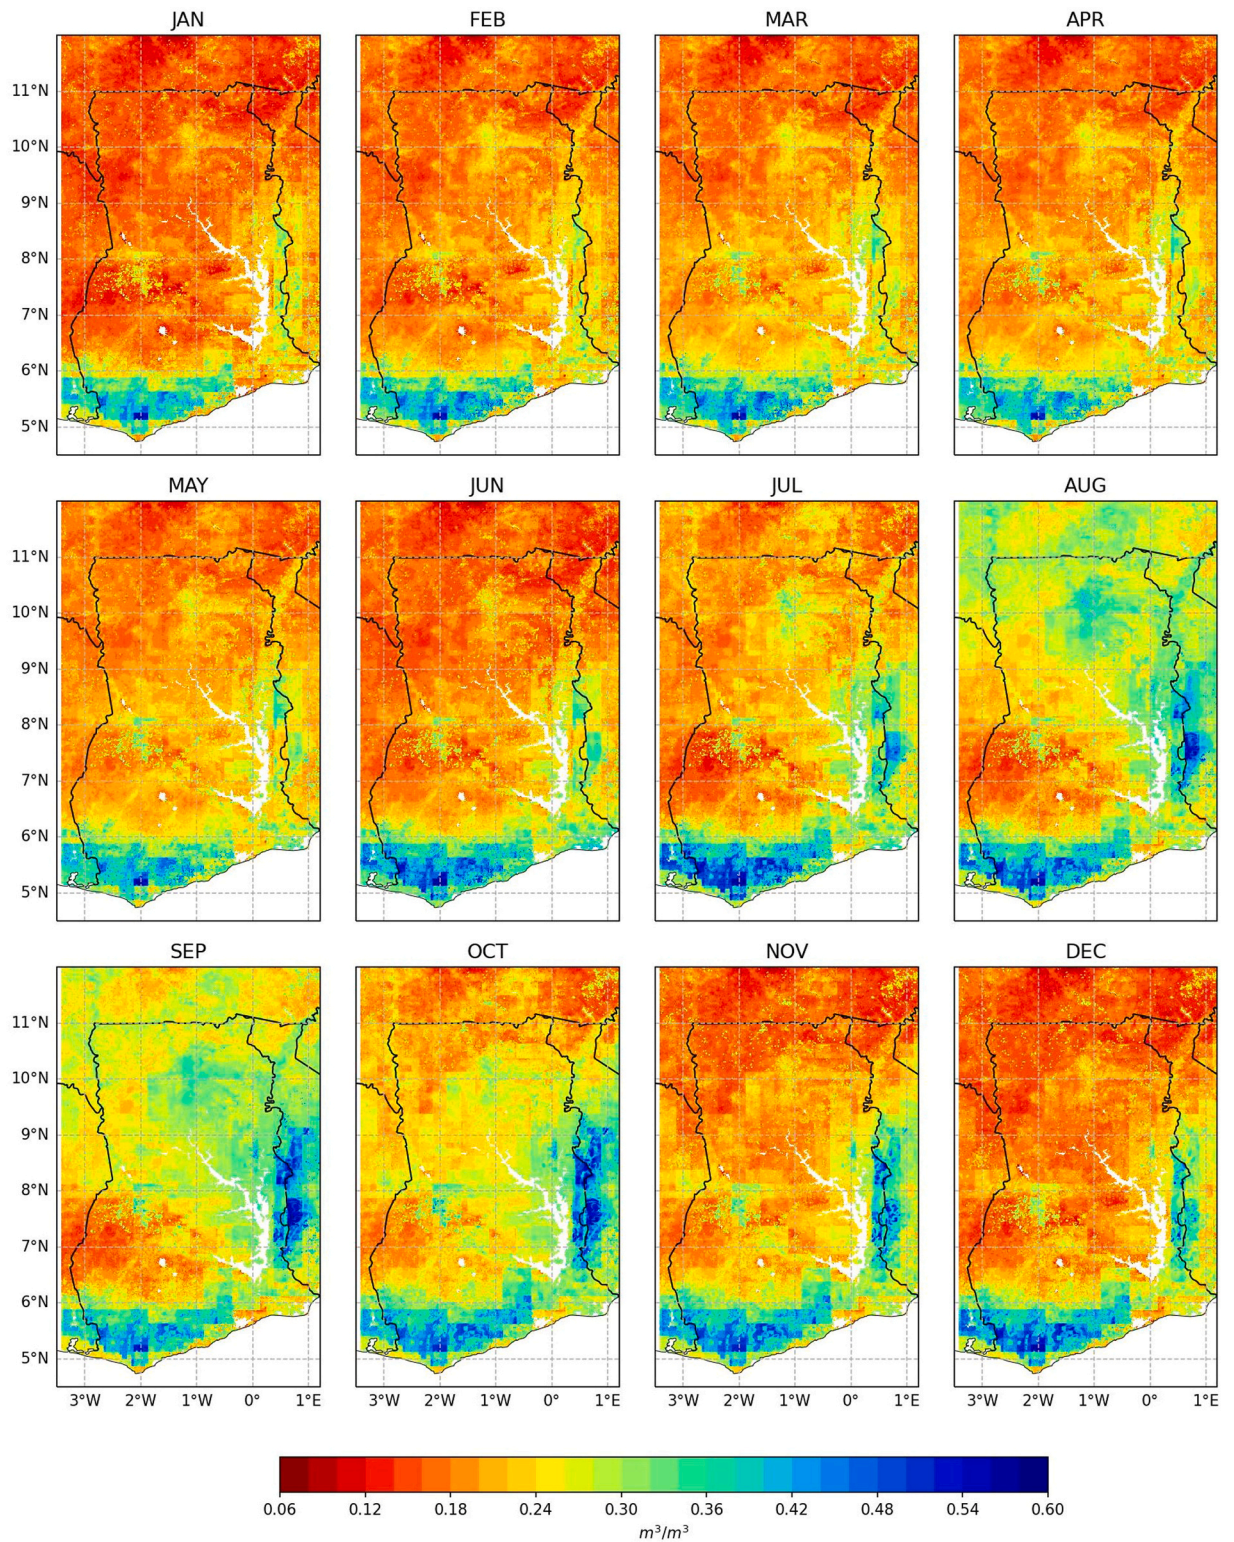 JAN FEB MAR APR
11°N
10°N
9°N
8°N
7°N
6°N
5°N
MAY JUN JUL AUG
11°N
10°N
9°N
8°N
7°N
6°N
5°N
SEP OCT NOV DEC
11°N
10°N
9°N
8°N
7°N
6°N
5°N
3°W 2°W 1°W 0° 1°E 3°W 2°W 1°W 0° 1°E 3°W 2°W 1°W 0° 1°E 3°W 2°W 1°W 0° 1°E
0.06 0.12 0.18 0.24 0.30 0.36 0.42 0.48 0.54 0.60
m³/m³